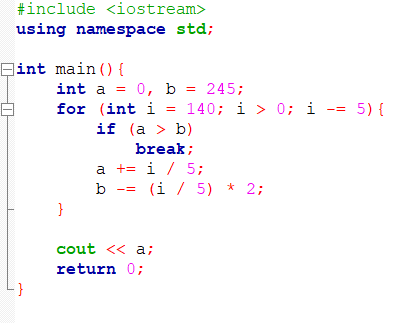 #include <iostream>
using namespace std;
int main(){
int a = 0, b = 245;
for (int i = 140; i > 0; i -= 5){
if (a > b)
break;
a += i / 5;
b -= (i / 5) * 2;
}
cout << a;
return 0;
}